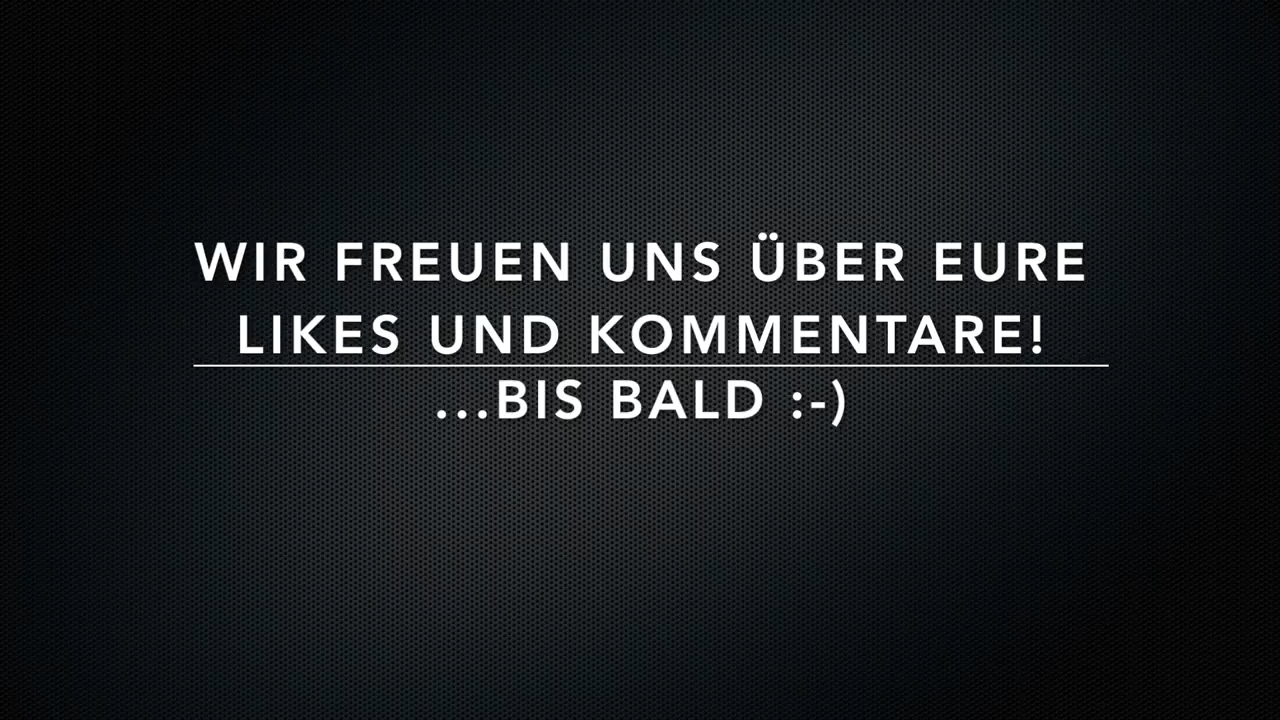 WIR FREUEN UNS ÜBER EURE
LIKES UND KOMMENTARE!
...BIS BALD :-)